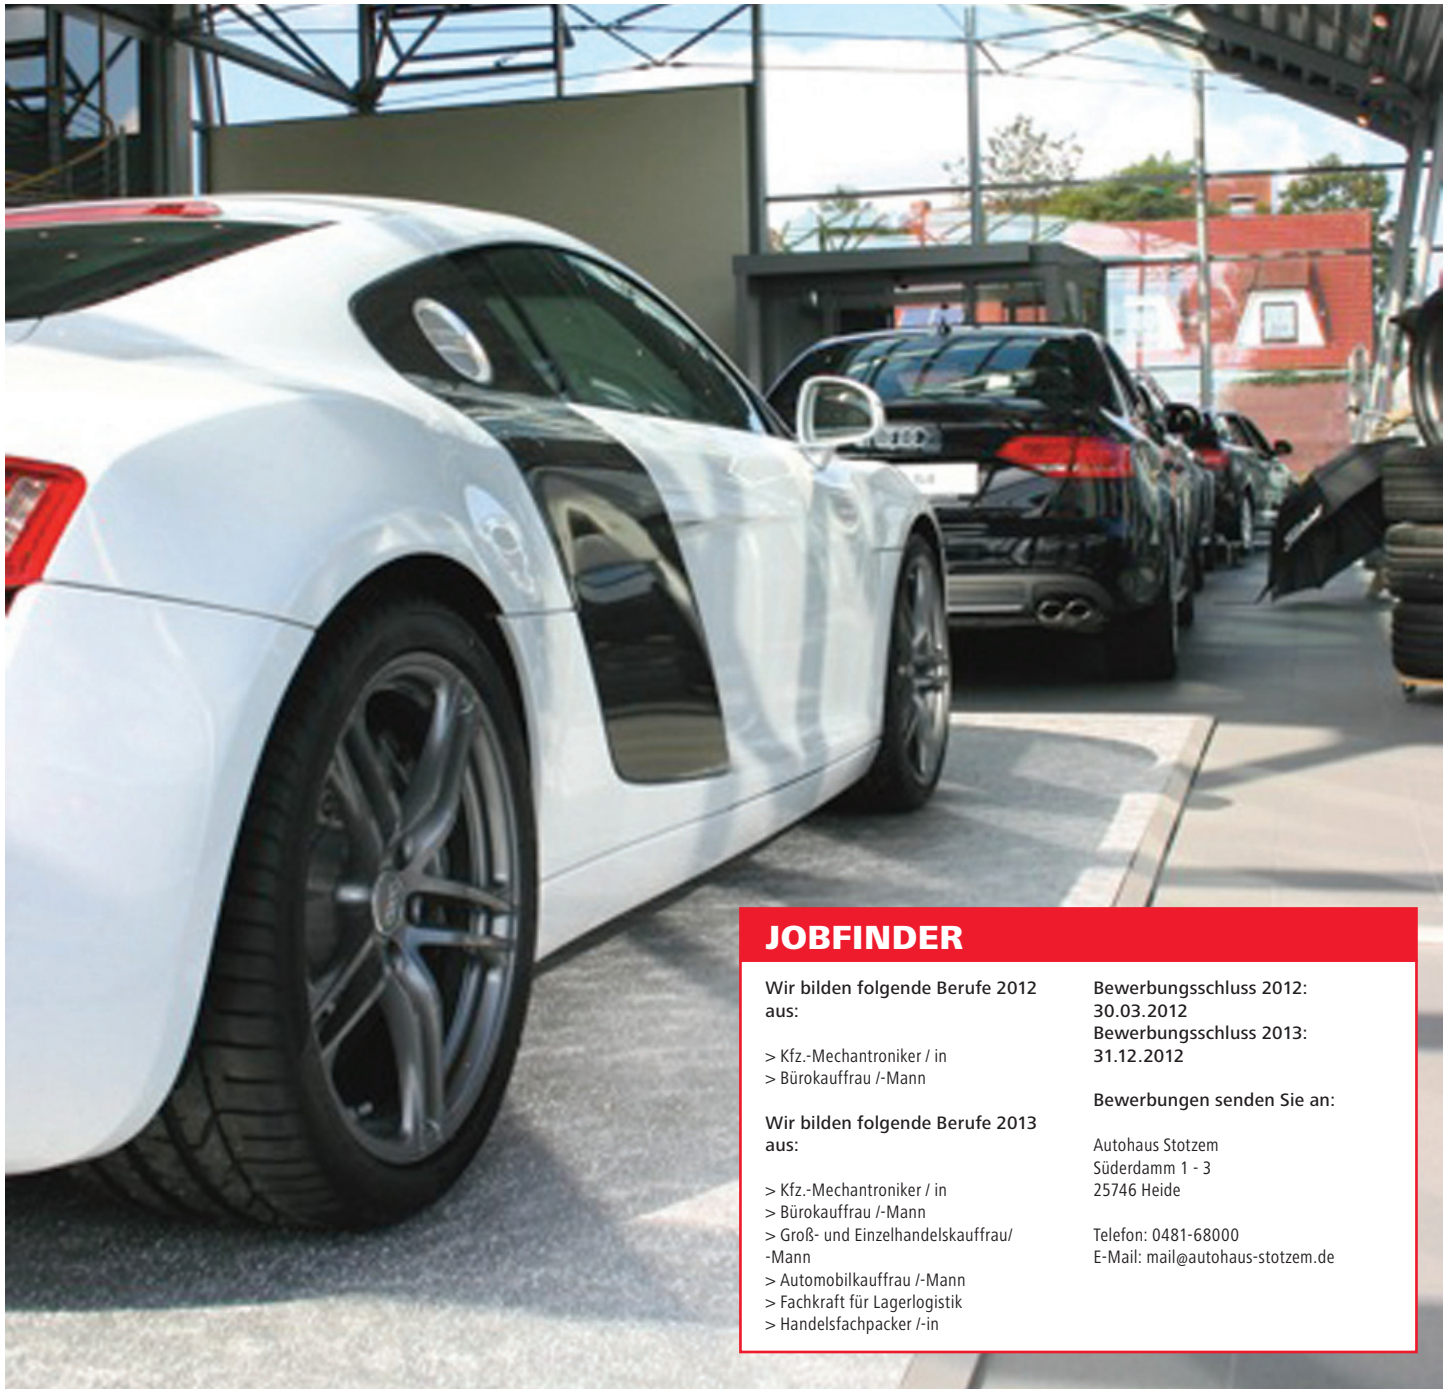 JOBFINDER
Wir bilden folgende Berufe 2012
aus:
> Kfz.-Mechantroniker / in
> Bürokauffrau /-Mann
Wir bilden folgende Berufe 2013
aus:
> Kfz.-Mechantroniker / in
> Bürokauffrau /-Mann
> Groß- und Einzelhandelskauffrau/
-Mann
> Automobilkauffrau /-Mann
> Fachkraft für Lagerlogistik
> Handelsfachpacker /-in
Bewerbungsschluss 2012:
30.03.2012
Bewerbungsschluss 2013:
31.12.2012
Bewerbungen senden Sie an:
Autohaus Stotzem
Süderdamm 1 - 3
25746 Heide
Telefon: 0481-68000
E-Mail: mail@autohaus-stotzem.de